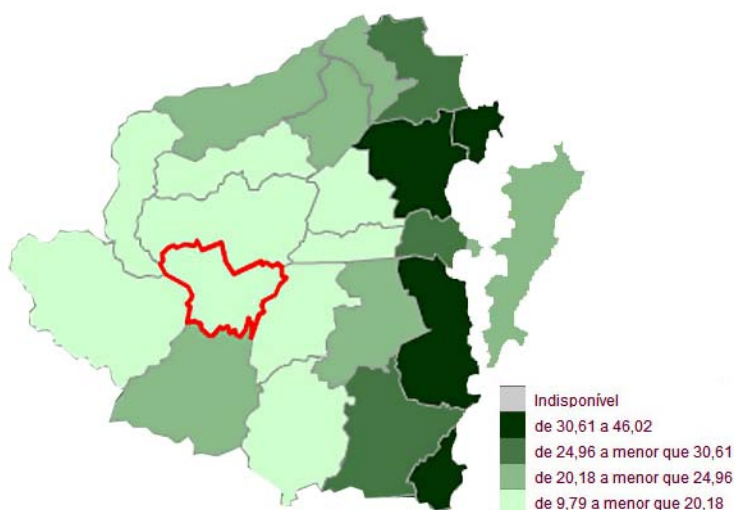 Indisponível
de 30,61 a 46,02
de 24,96 a menor que 30,61
de 20,18 a menor que 24,96
de 9,79 a menor que 20,18